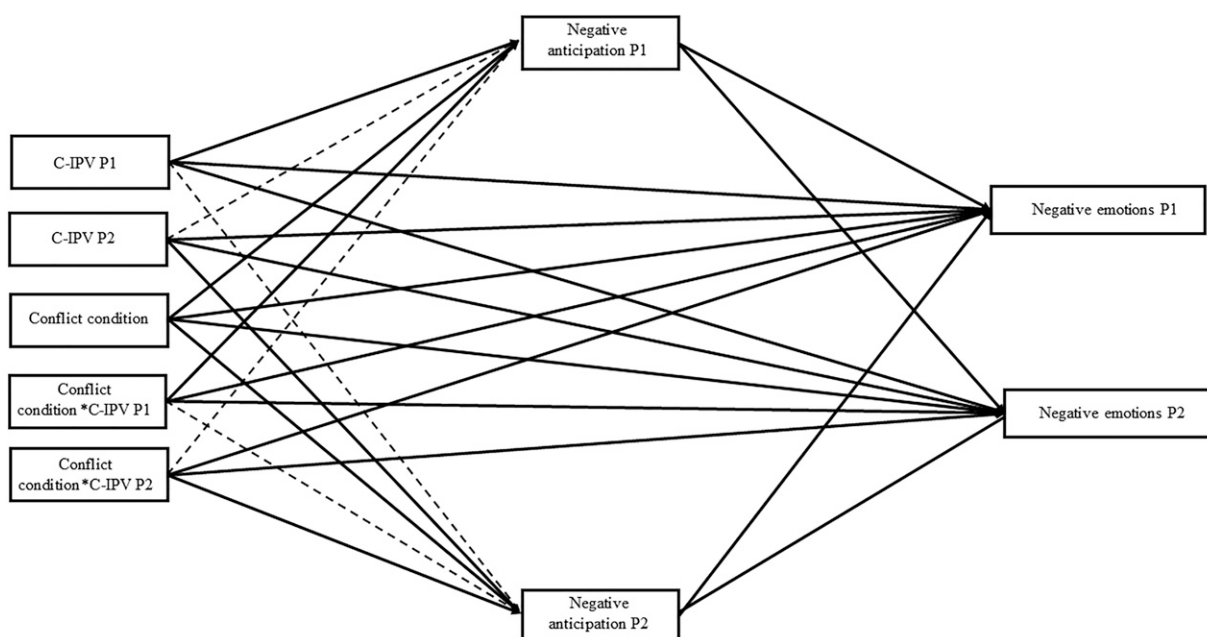 Negative
anticipation P1
C-IPV P1
C-IPV P2
Conflict condition
Conflict
condition *C-IPV P1
Conflict
condition *C-IPV P2
Negative
anticipation P2
Negative emotions P1
Negative emotions P2